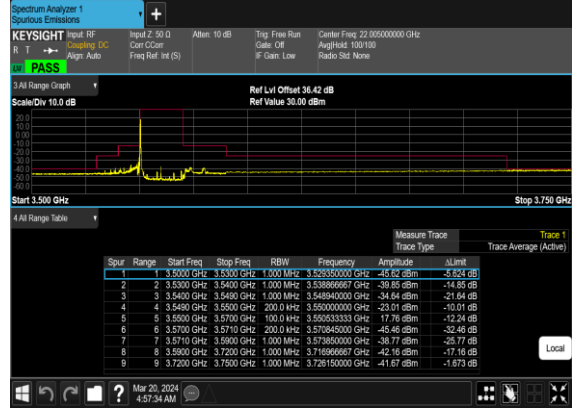 Spectrum Analyzer 1
Spurious Emissions
KEYSIGHT Input: RF Input Z: 50 Ω Atten: 10 dB Trig: Free Run Center Freq: 22.005000000 GHz
R T Coupling: DC Corr CCorr Gate: Off Avg|Hold: 100/100
Align: Auto Freq Ref: Int (S) IF Gain: Low Radio Std: None
PASS
3 All Range Graph
Ref Lvl Offset 36.42 dB
Scale/Div 10.0 dB Ref Value 30.00 dBm
20.0
10.0
0.00
-10.0
-20.0
-30.0
-40.0
-50.0
-60.0
Start 3.500 GHz Stop 3.750 GHz
4 All Range Table
Measure Trace Trace 1
Trace Type Trace Average (Active)
Spur Range Start Freq Stop Freq RBW Frequency Amplitude ΔLimit
1 1 3.5000 GHz 3.5300 GHz 1.000 MHz 3.529350000 GHz -45.62 dBm -5.624 dB
2 2 3.5300 GHz 3.5400 GHz 1.000 MHz 3.538866667 GHz -39.85 dBm -14.85 dB
3 3 3.5400 GHz 3.5490 GHz 1.000 MHz 3.548940000 GHz -34.64 dBm -21.64 dB
4 4 3.5490 GHz 3.5500 GHz 200.0 kHz 3.550000000 GHz -23.01 dBm -10.01 dB
5 5 3.5500 GHz 3.5700 GHz 100.0 kHz 3.550533333 GHz 17.76 dBm -12.24 dB
6 6 3.5700 GHz 3.5710 GHz 200.0 kHz 3.570845000 GHz -45.46 dBm -32.46 dB
7 7 3.5710 GHz 3.5900 GHz 1.000 MHz 3.573850000 GHz -38.77 dBm -25.77 dB
8 8 3.5900 GHz 3.7200 GHz 1.000 MHz 3.716966667 GHz -42.16 dBm -17.16 dB
9 9 3.7200 GHz 3.7500 GHz 1.000 MHz 3.726150000 GHz -41.67 dBm -1.673 dB
Local
? Mar 20, 2024
4:57:34 AM